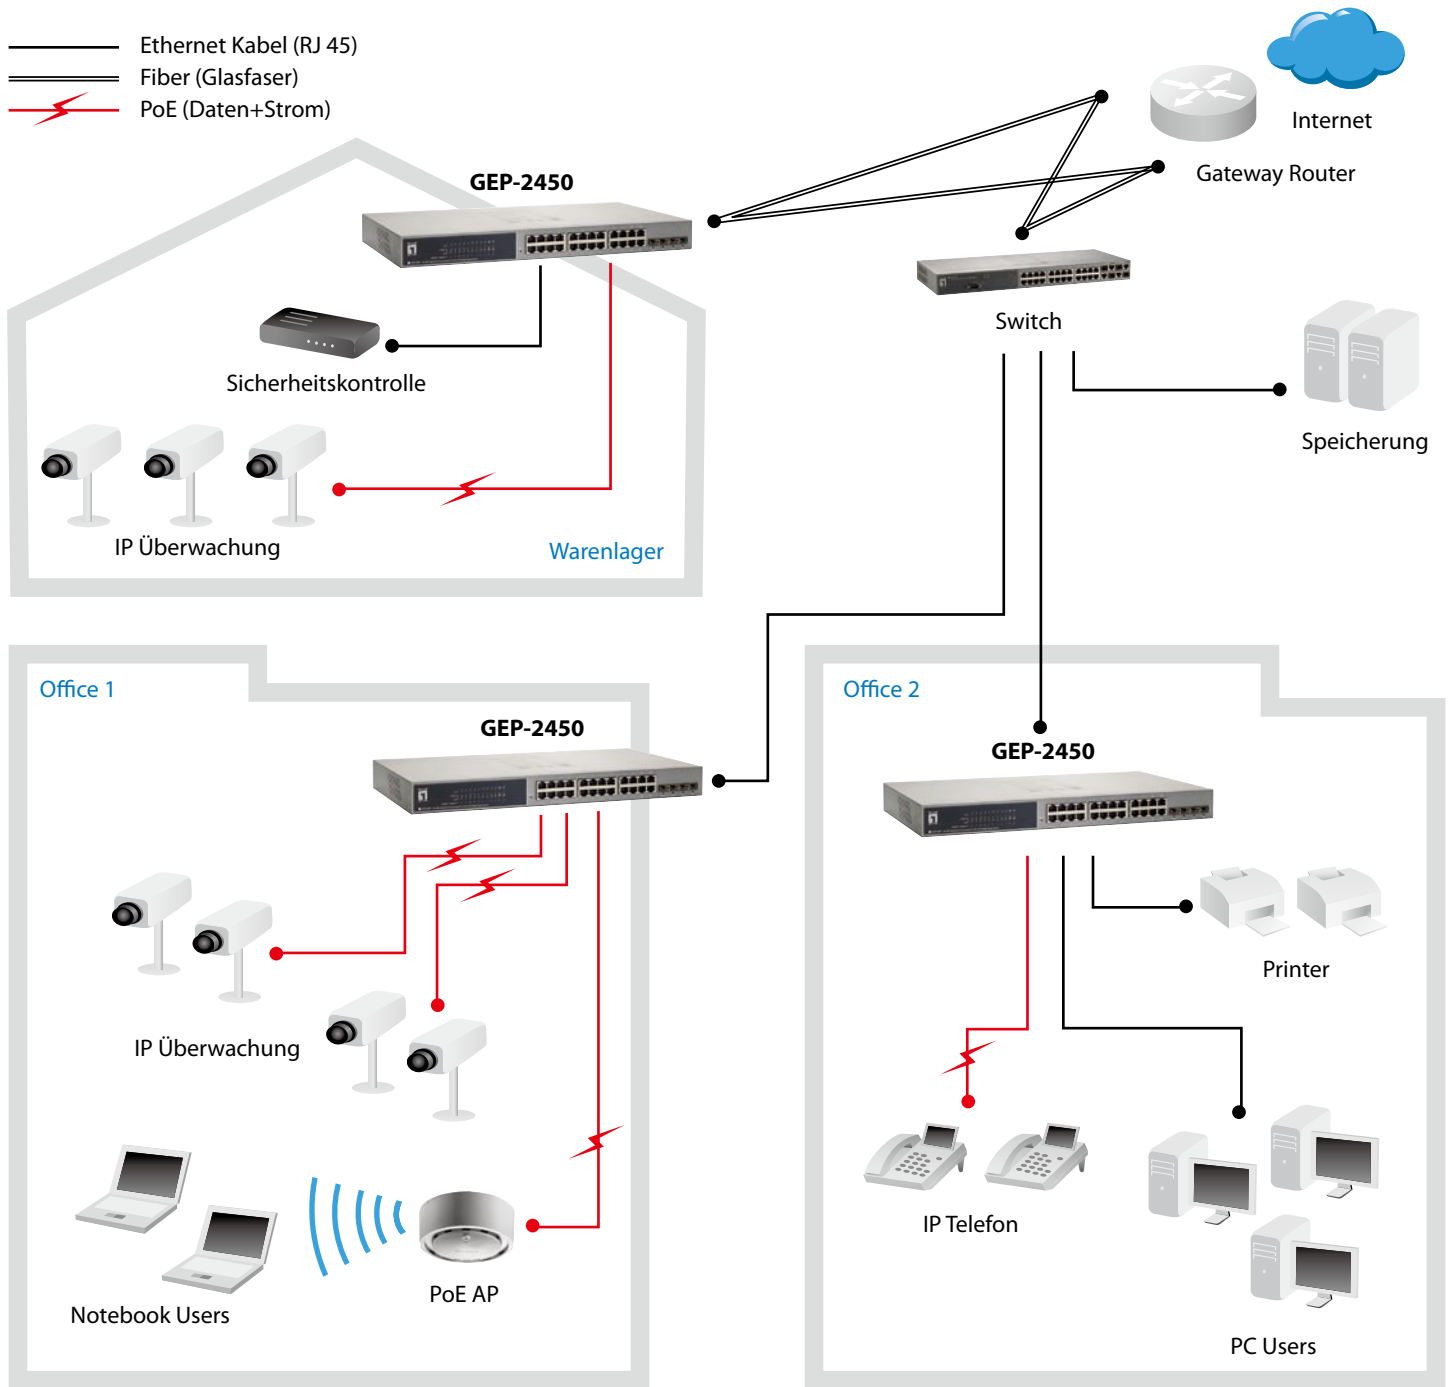 Ethernet Kabel (RJ 45)
Fiber (Glasfaser)
PoE (Daten+Strom)
Internet
Gateway Router
GEP-2450
Switch
Sicherheitskontrolle
Speicherung
IP Überwachung
Warenlager
Office 1
Office 2
GEP-2450
GEP-2450
Printer
IP Überwachung
IP Telefon
PoE AP
Notebook Users
PC Users